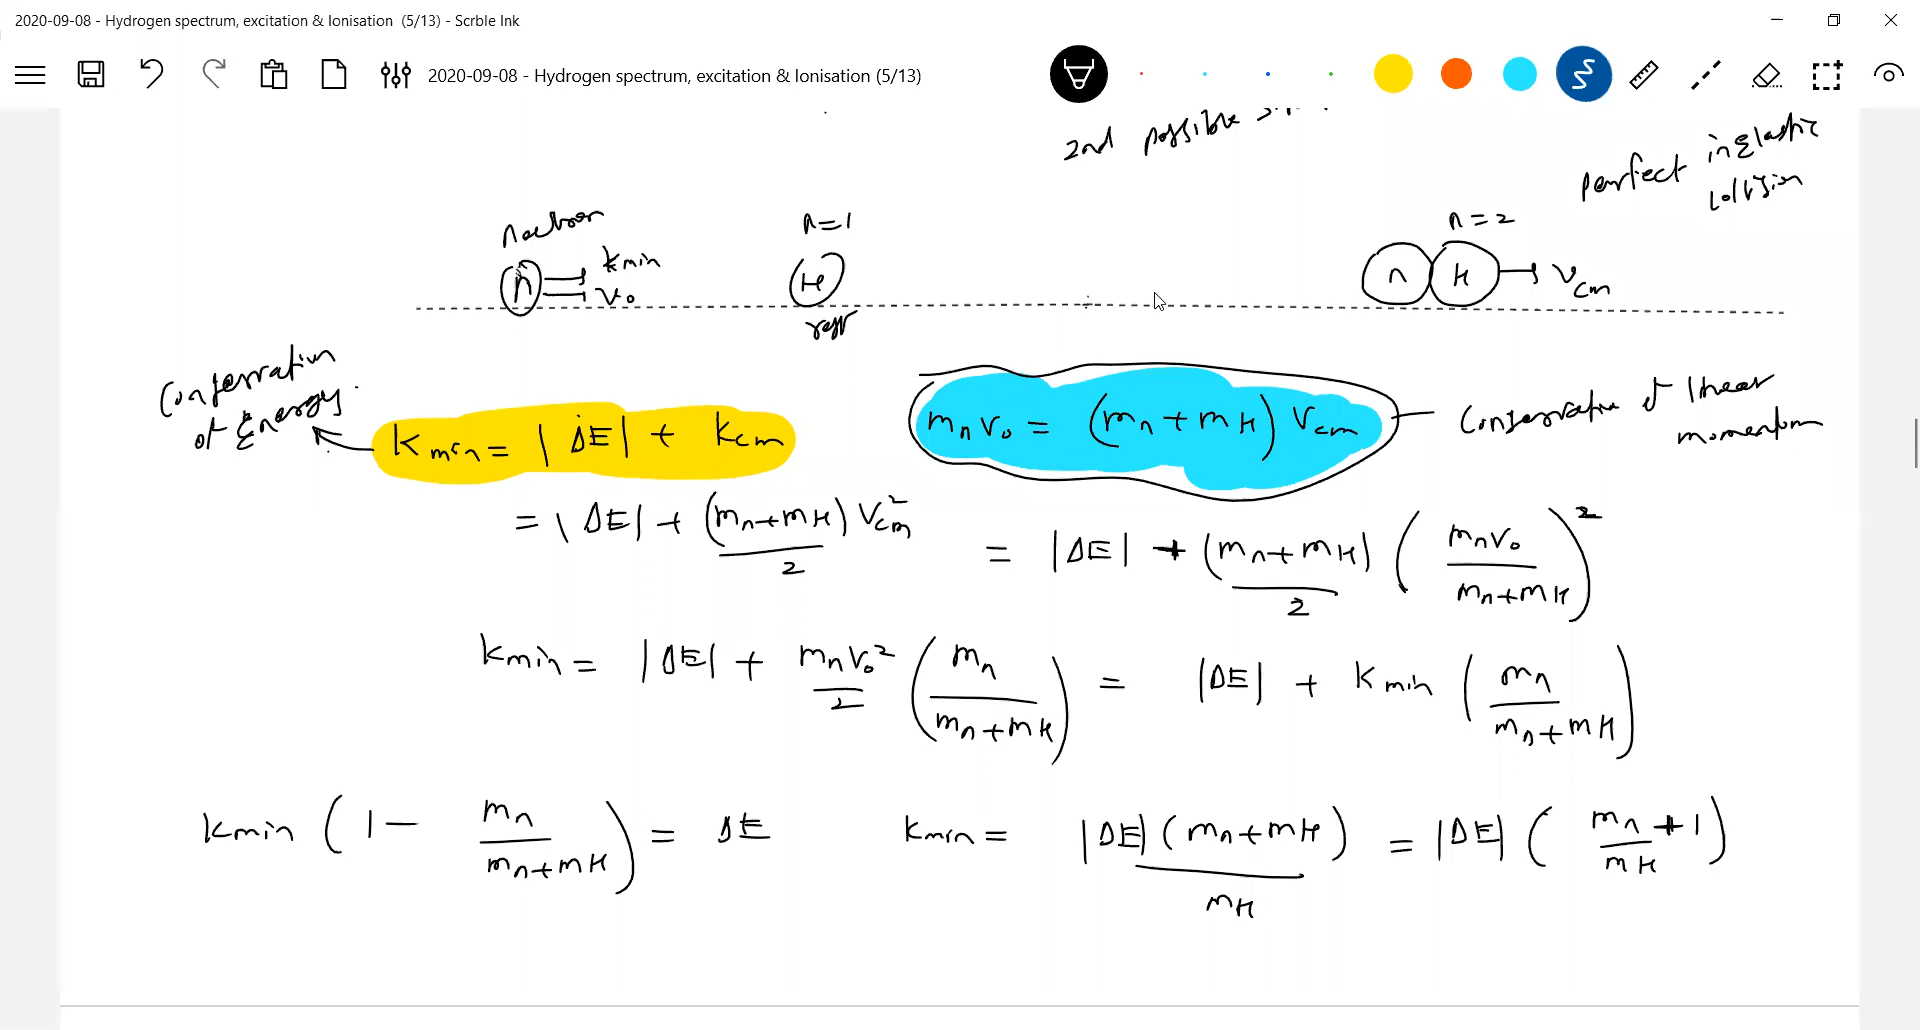 2020-09-08 - Hydrogen spectrum, excitation & Ionisation (5/13) - Scrble Ink
2020-09-08 - Hydrogen spectrum, excitation & Ionisation (5/13)
2nd possible
perfect inelastic
collision
neutron
n=1
n=2
n
kmin
v₀
H
rest
n H
Vcm
Conservation
of Energy.
kmin = |ΔE| + kcm
mₙv₀ = (mₙ+mH) Vcm
Conservation of linear
momentum
= |ΔE| + (mₙ+mH)/2 Vcm²
= |ΔE| + (mₙ+mH)/2 (mₙv₀/(mₙ+mH))²
kmin = |ΔE| + mₙv₀²/2 (mₙ/(mₙ+mH)) = |ΔE| + kmin (mₙ/(mₙ+mH))
kmin (1 - mₙ/(mₙ+mH)) = ΔE
kmin = |ΔE|(mₙ+mH)/mH = |ΔE| (mₙ/mH + 1)